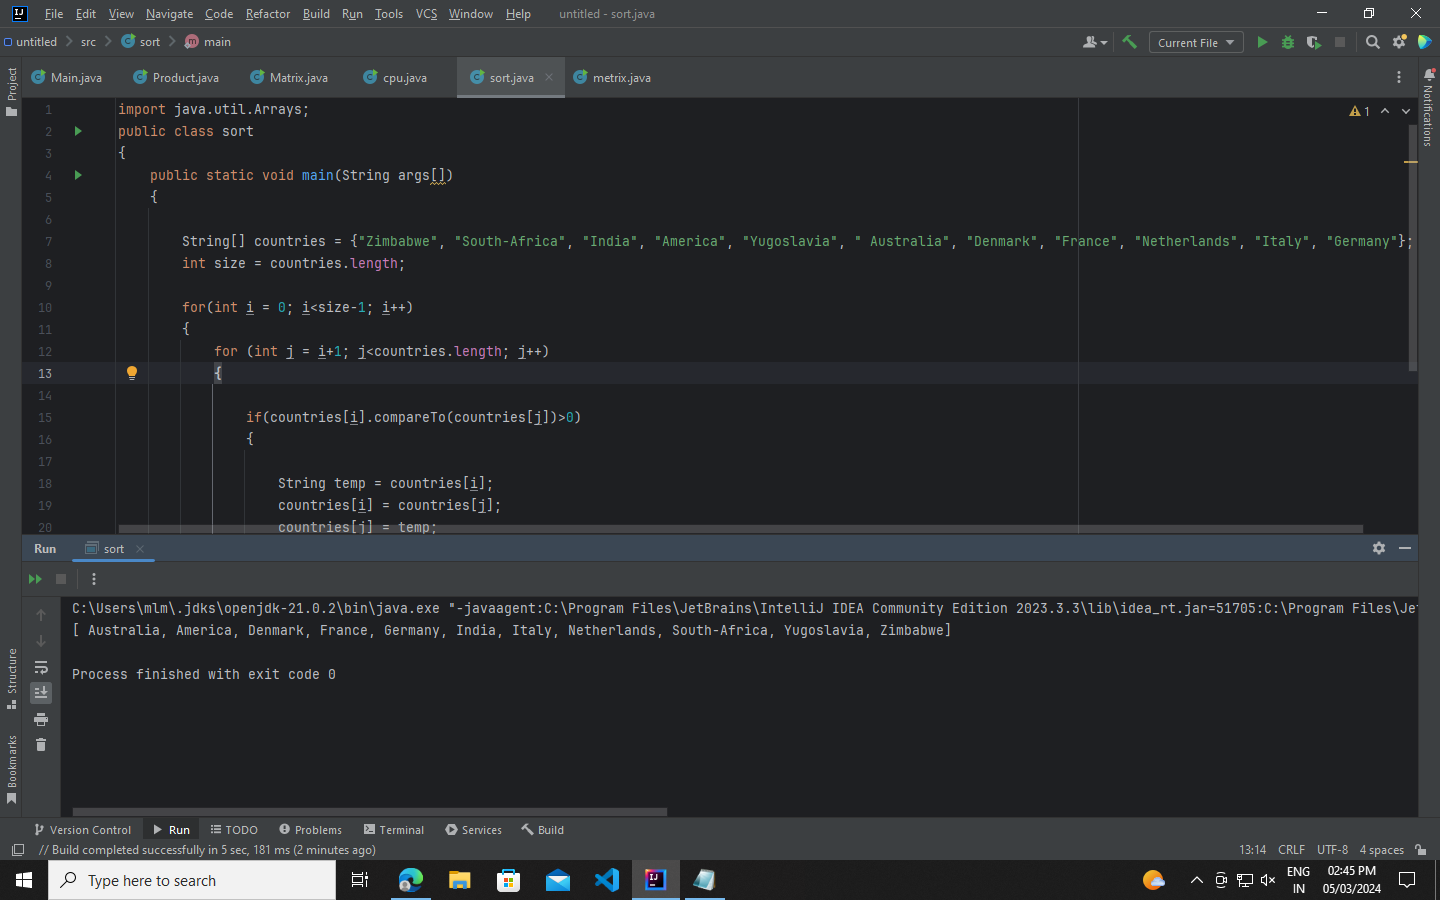 File Edit View Navigate Code Refactor Build Run Tools VCS Window Help untitled - sort.java
untitled src sort main Current File
Main.java Product.java Matrix.java cpu.java sort.java metrix.java
Project
Notifications
1 import java.util.Arrays; 1
2 public class sort
3 {
4 public static void main(String args[])
5 {
6
7 String[] countries = {"Zimbabwe", "South-Africa", "India", "America", "Yugoslavia", " Australia", "Denmark", "France", "Netherlands", "Italy", "Germany"};
8 int size = countries.length;
9
10 for(int i = 0; i<size-1; i++)
11 {
12 for (int j = i+1; j<countries.length; j++)
13 {
14
15 if(countries[i].compareTo(countries[j])>0)
16 {
17
18 String temp = countries[i];
19 countries[i] = countries[j];
20 countries[j] = temp;
Run sort
C:\Users\mlm\.jdks\openjdk-21.0.2\bin\java.exe "-javaagent:C:\Program Files\JetBrains\IntelliJ IDEA Community Edition 2023.3.3\lib\idea_rt.jar=51705:C:\Program Files\Jet
[ Australia, America, Denmark, France, Germany, India, Italy, Netherlands, South-Africa, Yugoslavia, Zimbabwe]
Process finished with exit code 0
Structure
Bookmarks
Version Control Run TODO Problems Terminal Services Build
// Build completed successfully in 5 sec, 181 ms (2 minutes ago) 13:14 CRLF UTF-8 4 spaces
Type here to search
ENG 02:45 PM
IN 05/03/2024